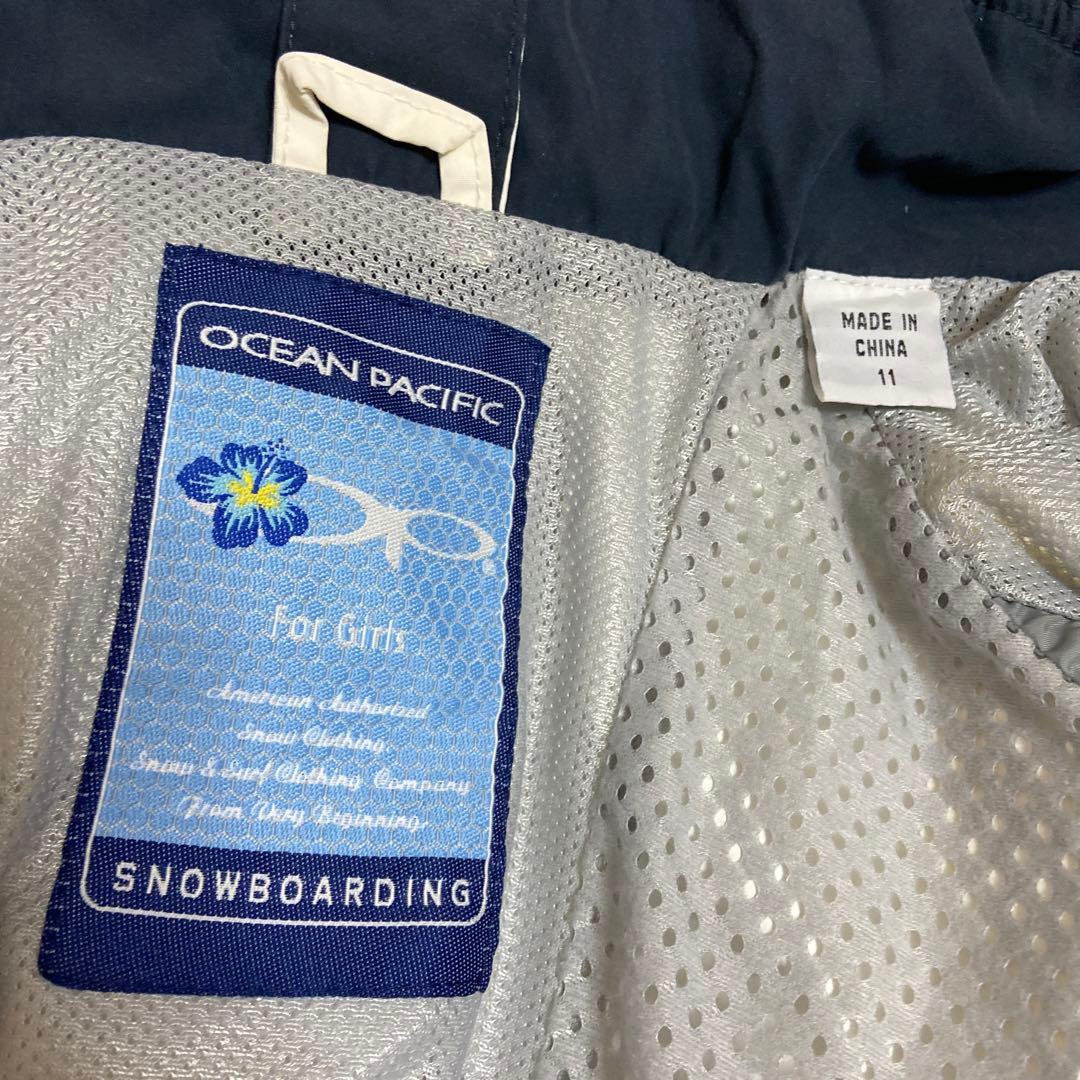 OCEAN PACIFIC
Op
®
For Girls
American Authorized
Snow Clothing
Snow & Surf Clothing Company
From Very Beginning
SNOWBOARDING
MADE IN
CHINA
11